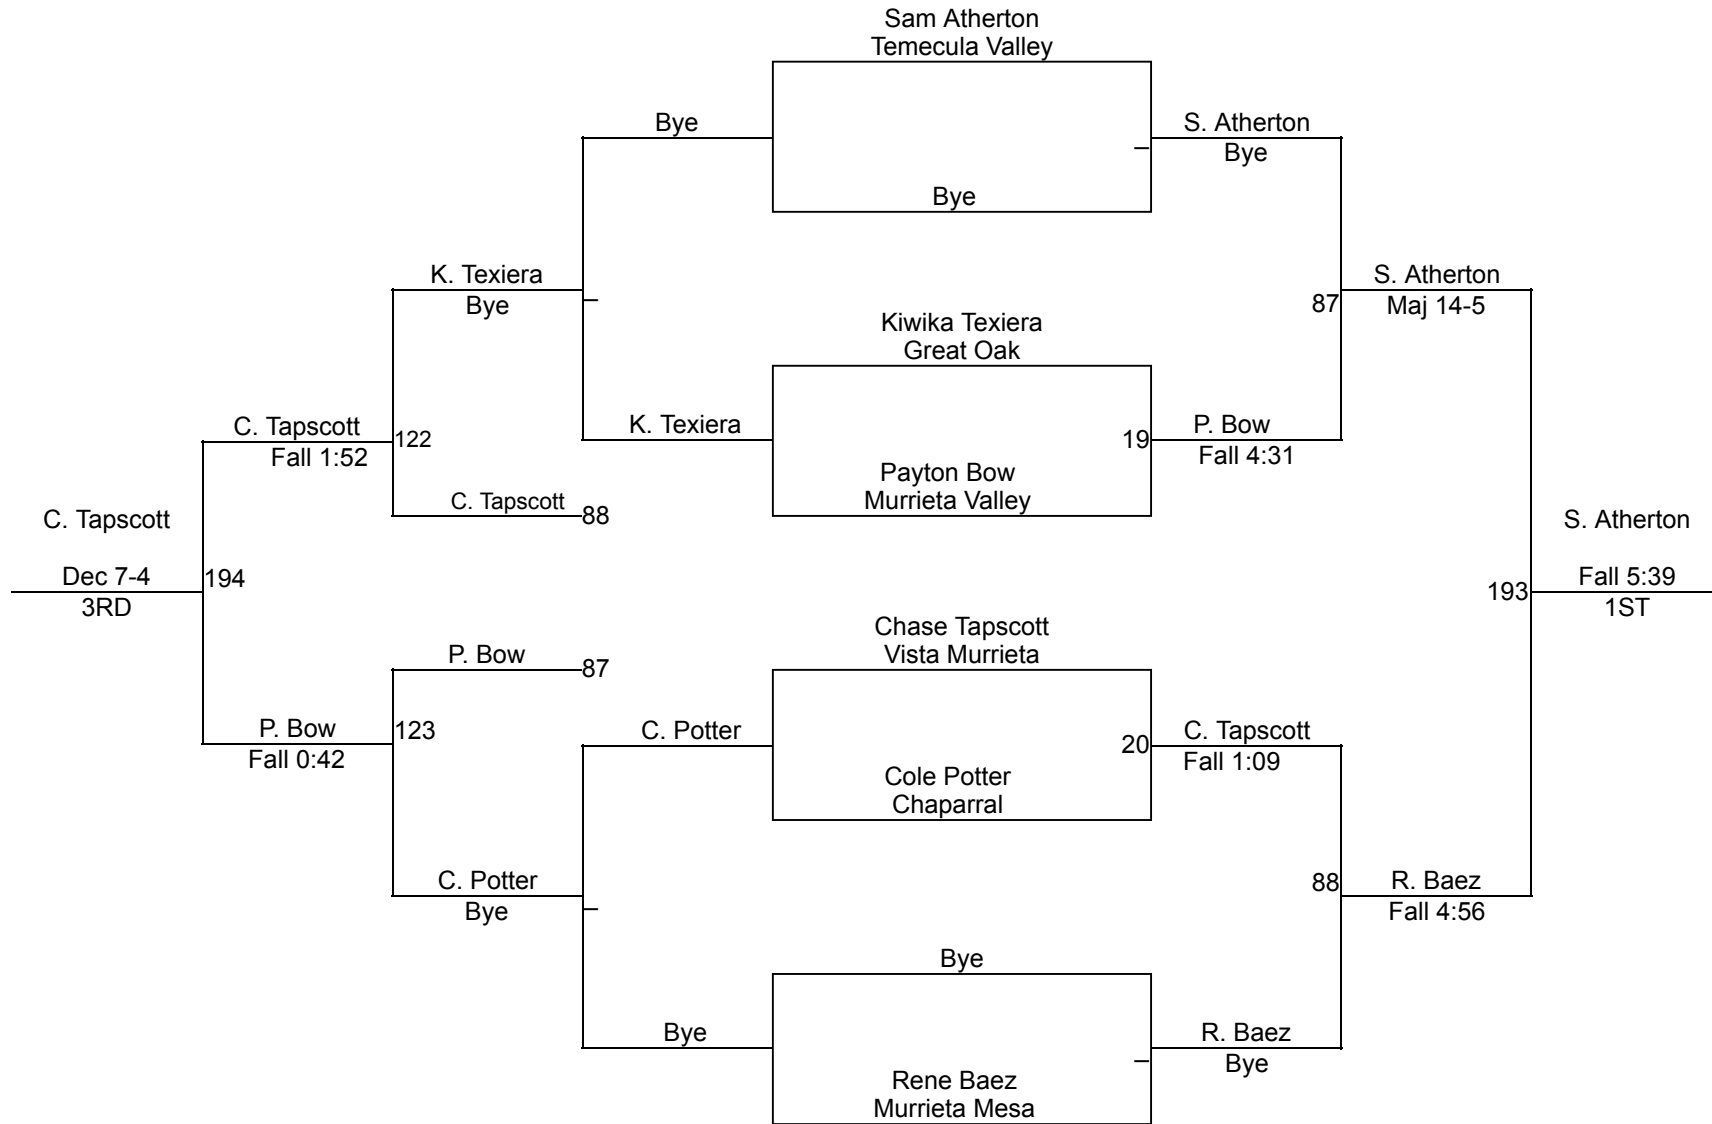 Sam Atherton
Temecula Valley
Bye
S. Atherton
Bye
Bye
K. Texiera
Bye
S. Atherton
87
Maj 14-5
Kiwika Texiera
Great Oak
C. Tapscott
122
Fall 1:52
K. Texiera
19
P. Bow
Fall 4:31
Payton Bow
Murrieta Valley
C. Tapscott
88
C. Tapscott
S. Atherton
Dec 7-4
194
3RD
193
Fall 5:39
1ST
Chase Tapscott
Vista Murrieta
P. Bow
87
P. Bow
123
Fall 0:42
C. Potter
20
C. Tapscott
Fall 1:09
Cole Potter
Chaparral
C. Potter
Bye
88
R. Baez
Fall 4:56
Bye
Bye
R. Baez
Bye
Rene Baez
Murrieta Mesa